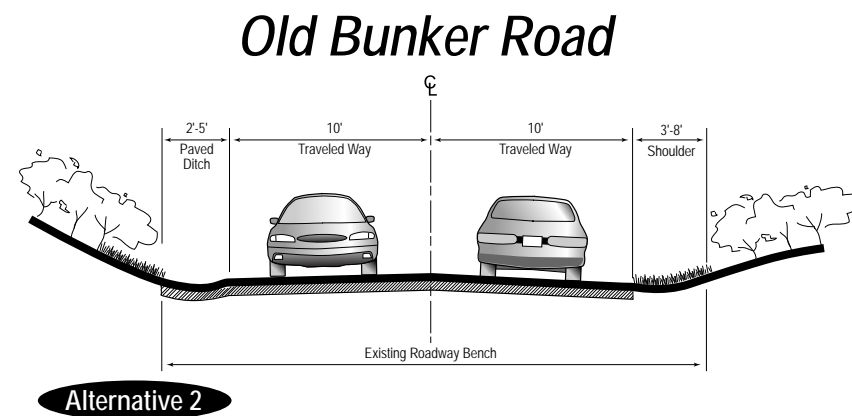 Old Bunker Road
℄
2'-5' 10' 10' 3'-8'
Paved Traveled Way Traveled Way Shoulder
Ditch
Existing Roadway Bench
Alternative 2